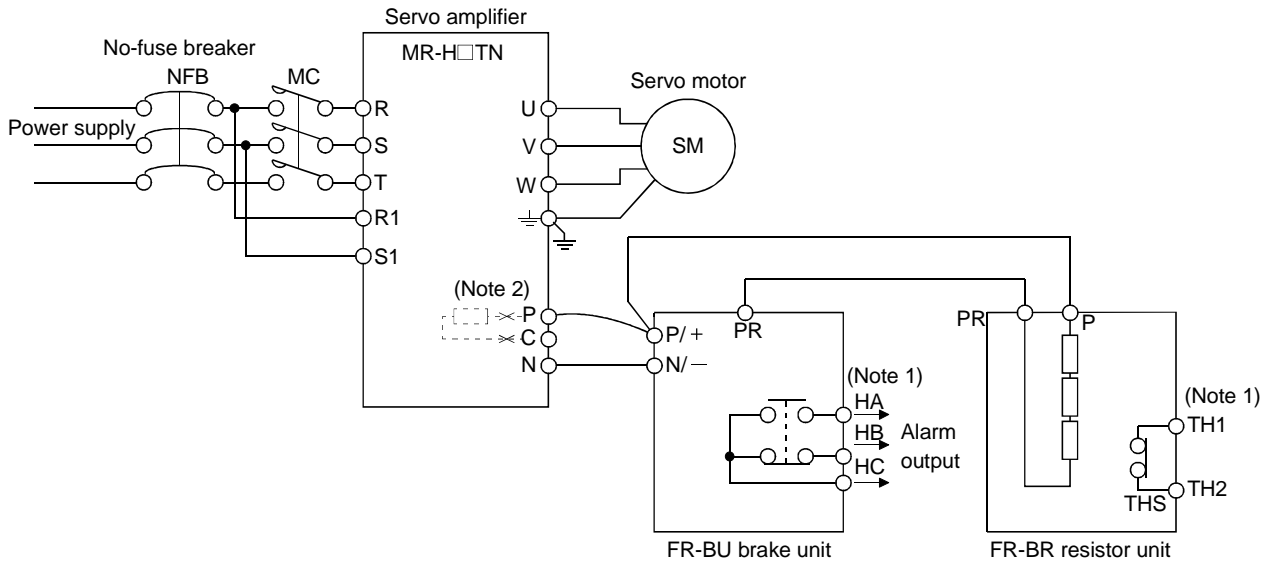 Servo amplifier
No-fuse breaker
MR-H□TN
NFB
MC
Servo motor
R
U
Power supply
S
V
SM
T
W
R1
S1
(Note 2)
P
C
N
PR
P/+
N/−
PR
P
(Note 1)
HA
HB
Alarm
output
HC
(Note 1)
TH1
THS
TH2
FR-BU brake unit
FR-BR resistor unit